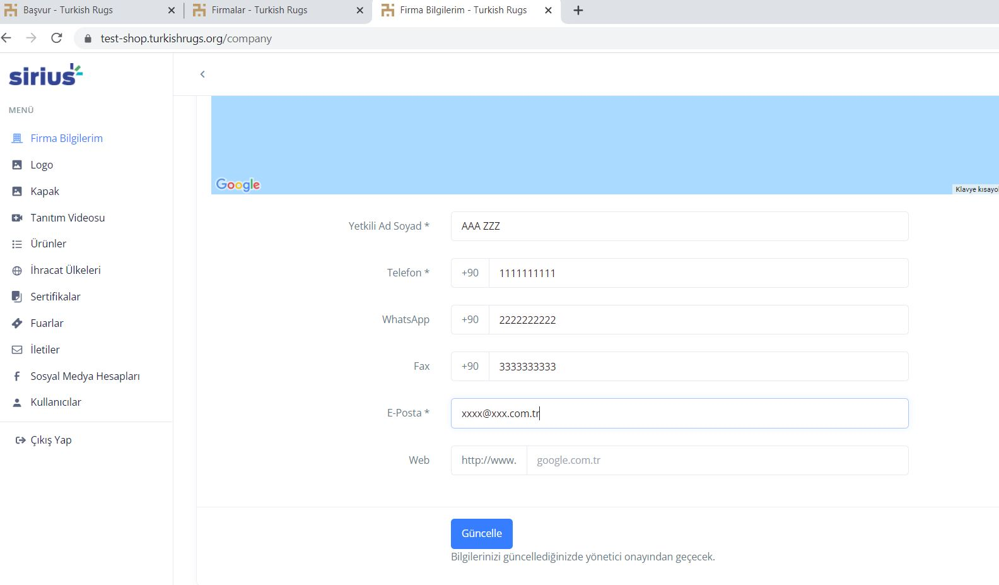 Başvur - Turkish Rugs
Firmalar - Turkish Rugs
Firma Bilgilerim - Turkish Rugs
test-shop.turkishrugs.org/company
sirius
MENÜ
Firma Bilgilerim
Logo
Kapak
Tanıtım Videosu
Ürünler
İhracat Ülkeleri
Sertifikalar
Fuarlar
İletiler
Sosyal Medya Hesapları
Kullanıcılar
Çıkış Yap
Google
Klavye kısayol
Yetkili Ad Soyad * AAA ZZZ
Telefon * +90 1111111111
WhatsApp +90 2222222222
Fax +90 3333333333
E-Posta * xxxx@xxx.com.tr
Web http://www. google.com.tr
Güncelle
Bilgilerinizi güncellediğinizde yönetici onayından geçecek.